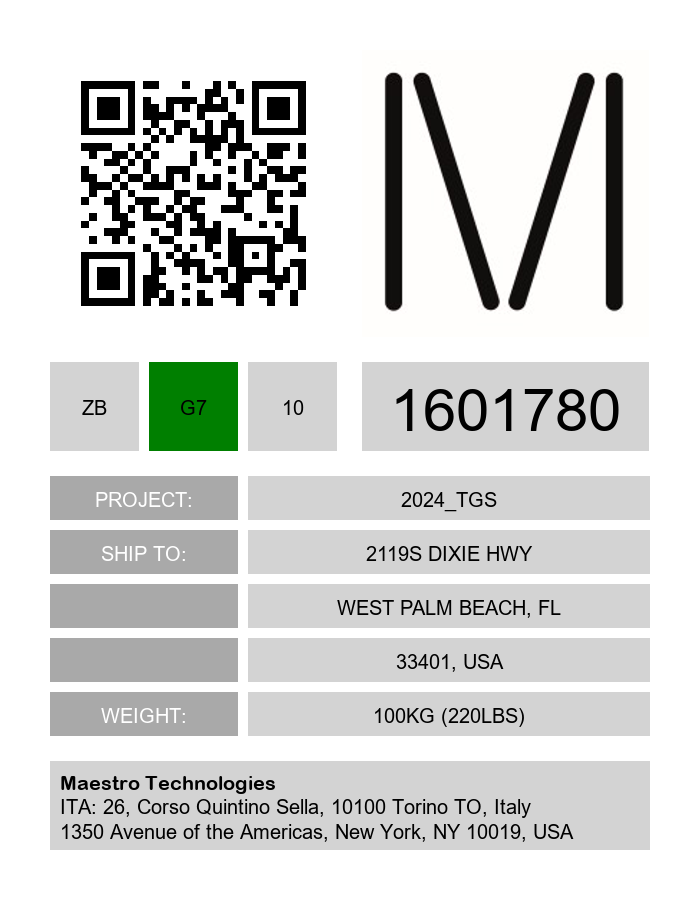 M
ZB G7 10 1601780
PROJECT: 2024_TGS
SHIP TO: 2119S DIXIE HWY
WEST PALM BEACH, FL
33401, USA
WEIGHT: 100KG (220LBS)
Maestro Technologies
ITA: 26, Corso Quintino Sella, 10100 Torino TO, Italy
1350 Avenue of the Americas, New York, NY 10019, USA